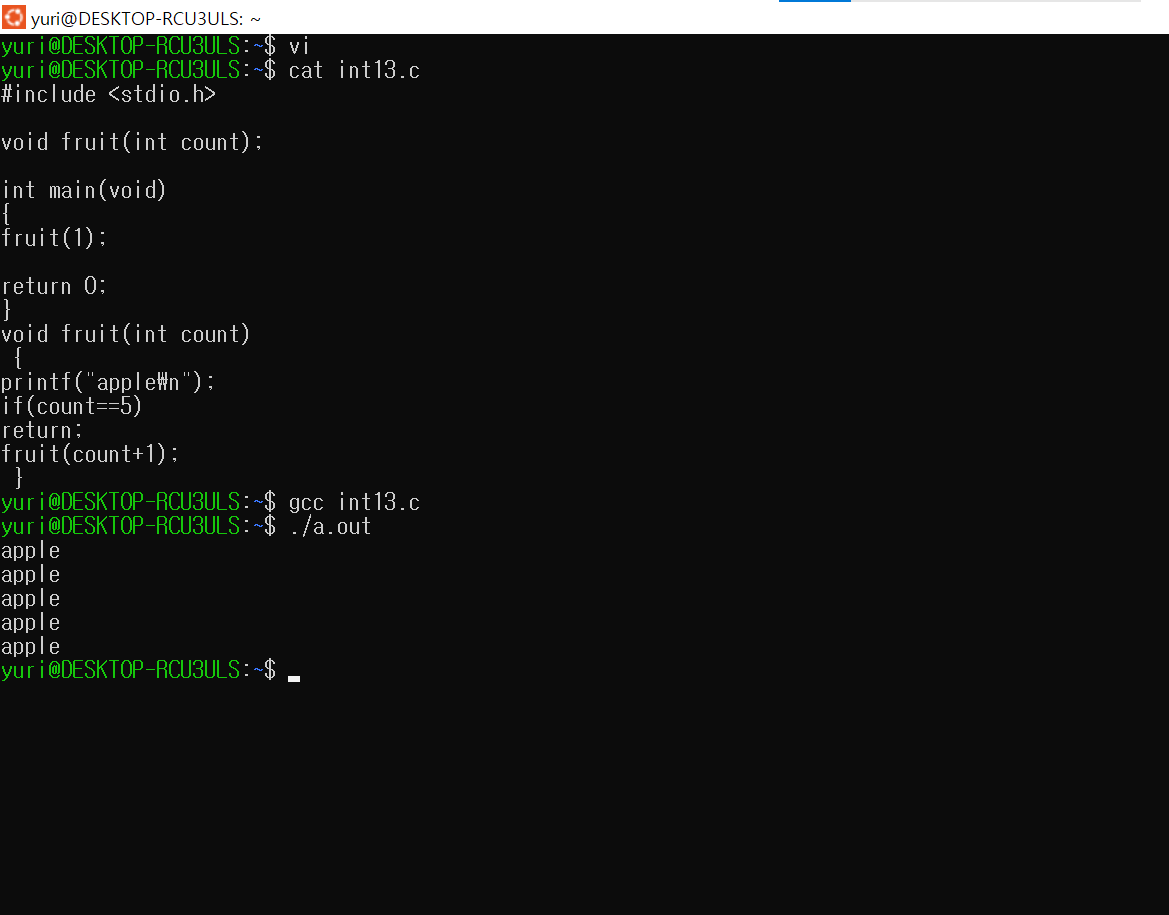 yuri@DESKTOP-RCU3ULS: ~
yuri@DESKTOP-RCU3ULS:~$ vi
yuri@DESKTOP-RCU3ULS:~$ cat int13.c
#include <stdio.h>
void fruit(int count);
int main(void)
{
fruit(1);
return 0;
}
void fruit(int count)
{
printf("apple₩n");
if(count==5)
return;
fruit(count+1);
}
yuri@DESKTOP-RCU3ULS:~$ gcc int13.c
yuri@DESKTOP-RCU3ULS:~$ ./a.out
apple
apple
apple
apple
apple
yuri@DESKTOP-RCU3ULS:~$